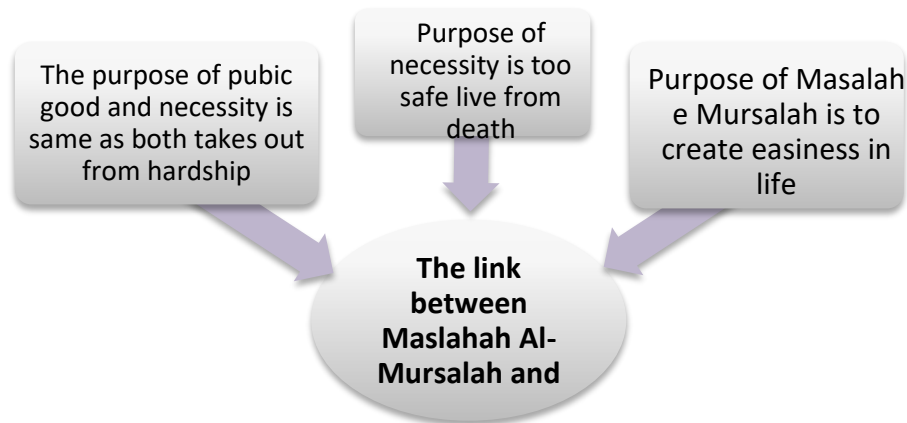 The purpose of pubic
good and necessity is
same as both takes out
from hardship
Purpose of
necessity is too
safe live from
death
Purpose of Masalah
e Mursalah is to
create easiness in
life
The link
between
Maslahah Al-
Mursalah and